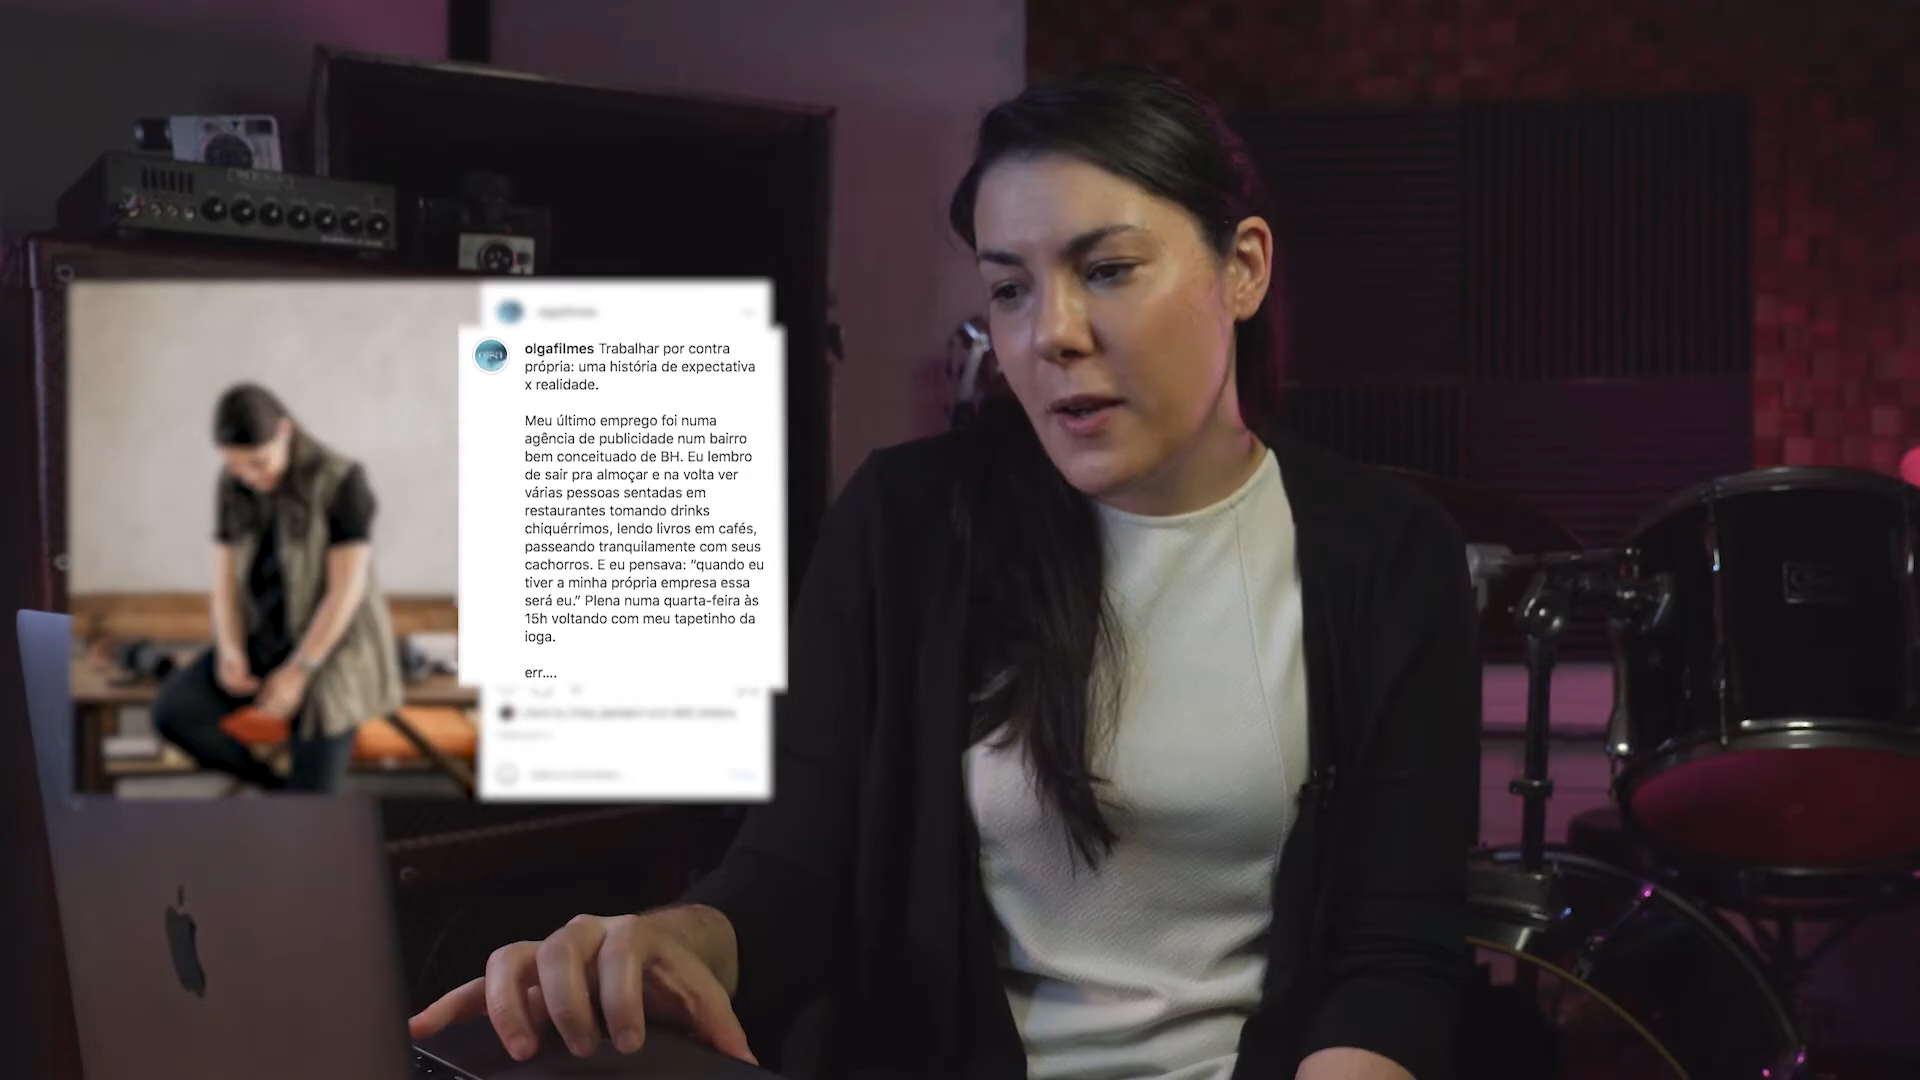 olgafilmes Trabalhar por contra
própria: uma história de expectativa
x realidade.
Meu último emprego foi numa
agência de publicidade num bairro
bem conceituado de BH. Eu lembro
de sair pra almoçar e na volta ver
várias pessoas sentadas em
restaurantes tomando drinks
chiquérrimos, lendo livros em cafés,
passeando tranquilamente com seus
cachorros. E eu pensava: “quando eu
tiver a minha própria empresa essa
será eu.” Plena numa quarta-feira às
15h voltando com meu tapetinho da
ioga.
err....